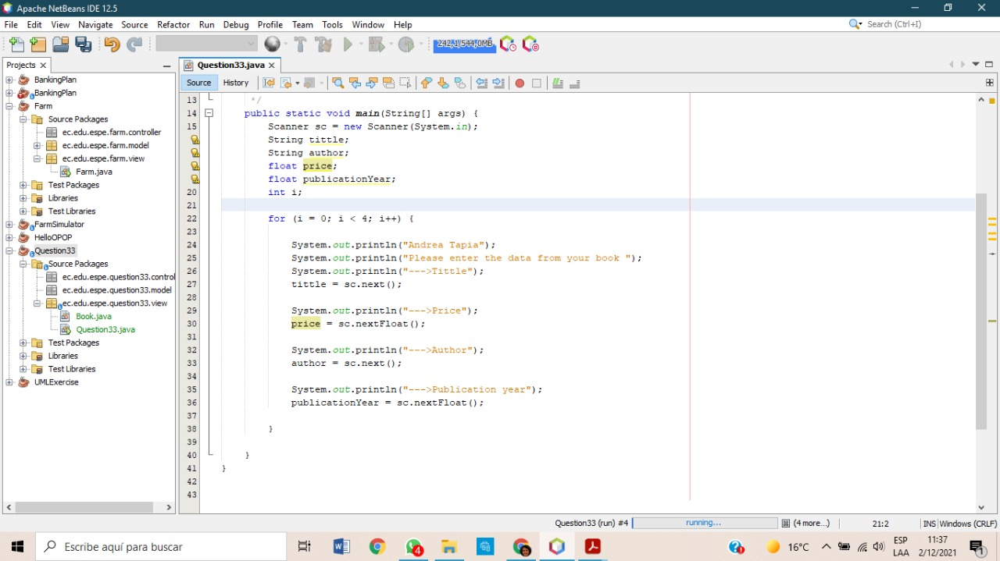 Apache NetBeans IDE 12.5
File Edit View Navigate Source Refactor Run Debug Profile Team Tools Window Help
Search (Ctrl+I)
242,1/544,0MB
Projects
BankingPlan
BankingPlan
Farm
Source Packages
ec.edu.espe.farm.controller
ec.edu.espe.farm.model
ec.edu.espe.farm.view
Farm.java
Test Packages
Libraries
Test Libraries
FarmSimulator
HelloOPOP
Question33
Source Packages
ec.edu.espe.question33.control
ec.edu.espe.question33.model
ec.edu.espe.question33.view
Book.java
Question33.java
Test Packages
Libraries
Test Libraries
UMLExercise
Question33.java
Source History
13 */
14 public static void main(String[] args) {
15 Scanner sc = new Scanner(System.in);
String tittle;
String author;
float price;
float publicationYear;
20 int i;
21
22 for (i = 0; i < 4; i++) {
23
24 System.out.println("Andrea Tapia");
25 System.out.println("Please enter the data from your book ");
26 System.out.println("--->Tittle");
27 tittle = sc.next();
28
29 System.out.println("--->Price");
30 price = sc.nextFloat();
31
32 System.out.println("--->Author");
33 author = sc.next();
34
35 System.out.println("--->Publication year");
36 publicationYear = sc.nextFloat();
37
38 }
39
40 }
41 }
42
43
Question33 (run) #4 running... (4 more...) 21:2 INS Windows (CRLF)
Escribe aquí para buscar
4
16°C
ESP
LAA
11:37
2/12/2021
1